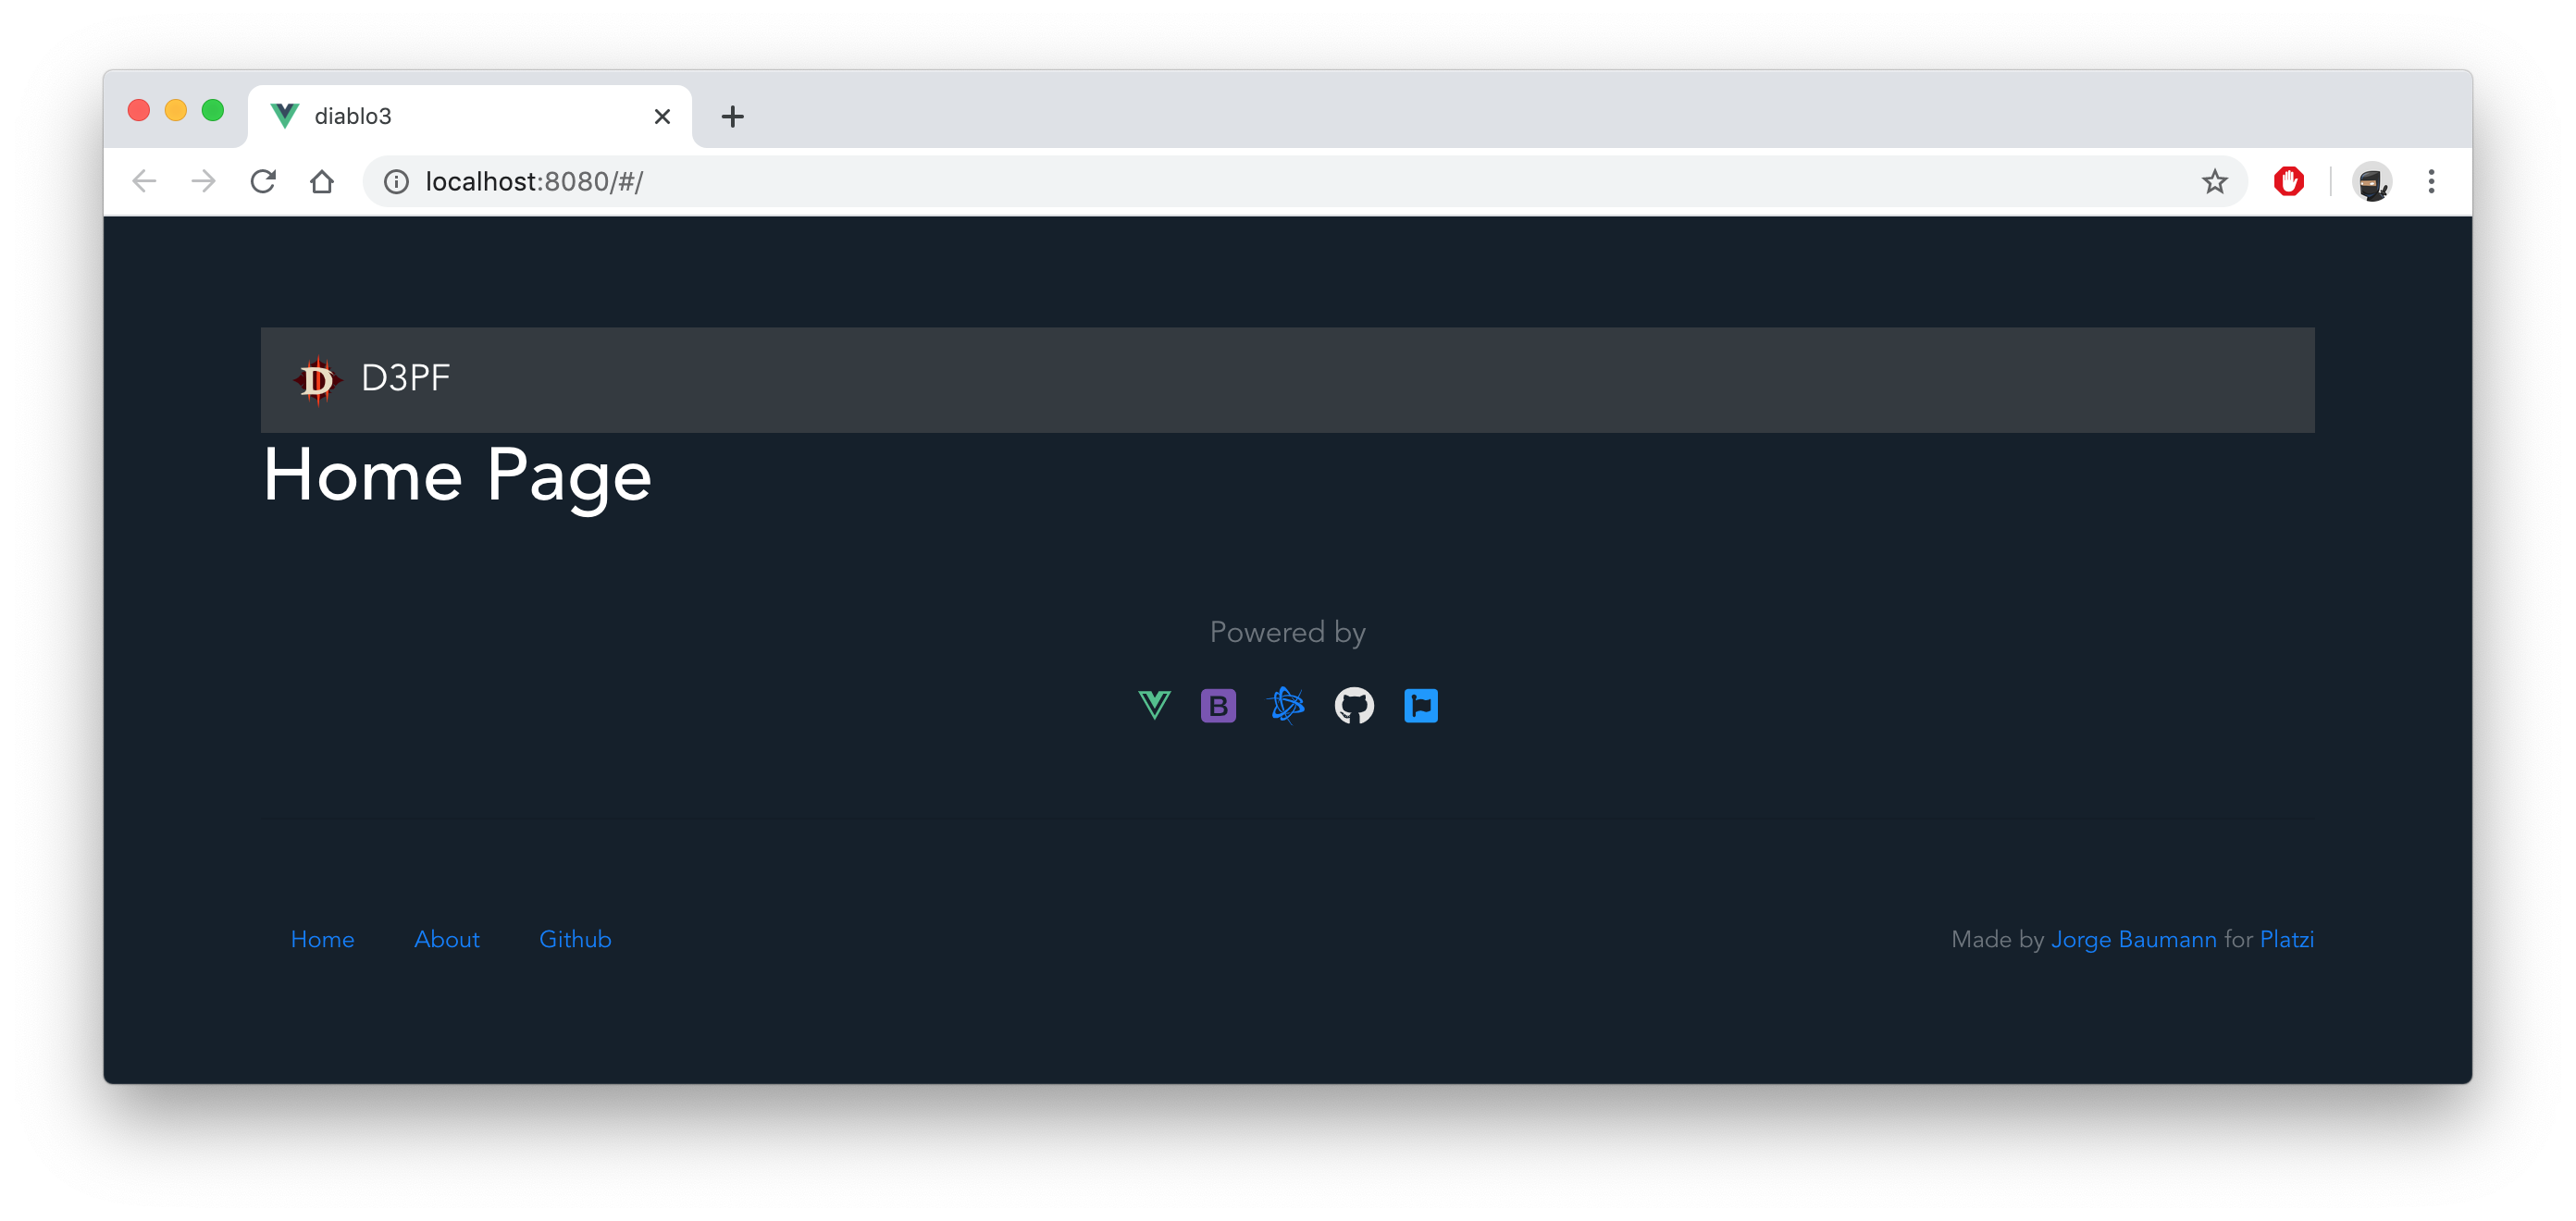 diablo3
localhost:8080/#/
D D3PF
Home Page
Powered by
B
Home About Github
Made by Jorge Baumann for Platzi